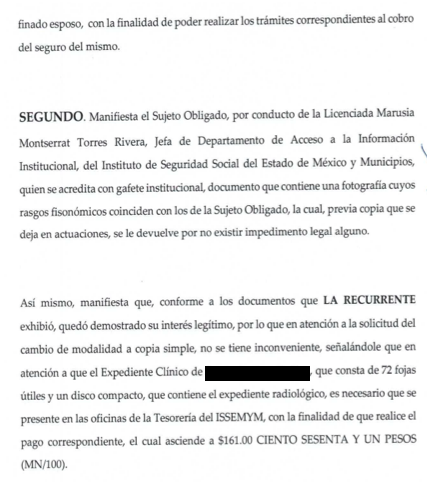 finado esposo, con la finalidad de poder realizar los trámites correspondientes al cobro
del seguro del mismo.
SEGUNDO. Manifiesta el Sujeto Obligado, por conducto de la Licenciada Marusia
Montserrat Torres Rivera, Jefa de Departamento de Acceso a la Información
Institucional, del Instituto de Seguridad Social del Estado de México y Municipios,
quien se acredita con gafete institucional, documento que contiene una fotografía cuyos
rasgos fisonómicos coinciden con los de la Sujeto Obligado, la cual, previa copia que se
deja en actuaciones, se le devuelve por no existir impedimento legal alguno.
Así mismo, manifiesta que, conforme a los documentos que LA RECURRENTE
exhibió, quedó demostrado su interés legítimo, por lo que en atención a la solicitud del
cambio de modalidad a copia simple, no se tiene inconveniente, señalándole que en
atención a que el Expediente Clínico de , que consta de 72 fojas
útiles y un disco compacto, que contiene el expediente radiológico, es necesario que se
presente en las oficinas de la Tesorería del ISSEMYM, con la finalidad de que realice el
pago correspondiente, el cual asciende a $161.00 CIENTO SESENTA Y UN PESOS
(MN/100).